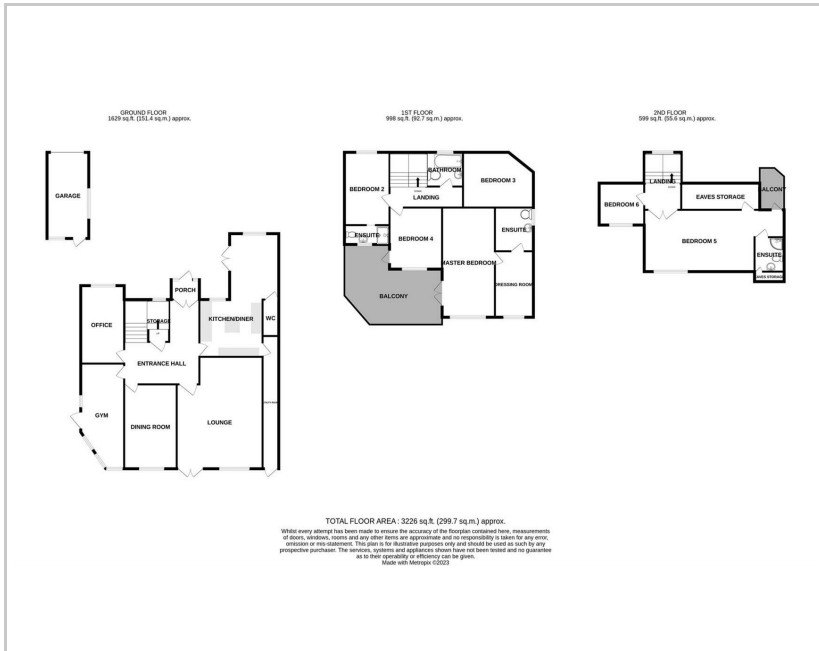 GROUND FLOOR
1629 sq.ft. (151.4 sq.m.) approx.
GARAGE
PORCH
OFFICE
STORAGE
KITCHEN/DINER
WC
ENTRANCE HALL
GYM
DINING ROOM
LOUNGE
1ST FLOOR
998 sq.ft. (92.7 sq.m.) approx.
BATHROOM
BEDROOM 2
BEDROOM 3
LANDING
ENSUITE
BEDROOM 4
ENSUITE
MASTER BEDROOM
DRESSING ROOM
BALCONY
2ND FLOOR
599 sq.ft. (55.6 sq.m.) approx.
LANDING
BALCONY
BEDROOM 6
EAVES STORAGE
BEDROOM 5
ENSUITE
EAVES STORAGE
TOTAL FLOOR AREA : 3226 sq.ft. (299.7 sq.m.) approx.
Whilst every attempt has been made to ensure the accuracy of the floorplan contained here, measurements
of doors, windows, rooms and any other items are approximate and no responsibility is taken for any error,
omission or mis-statement. This plan is for illustrative purposes only and should be used as such by any
prospective purchaser. The services, systems and appliances shown have not been tested and no guarantee
as to their operability or efficiency can be given.
Made with Metropix ©2023